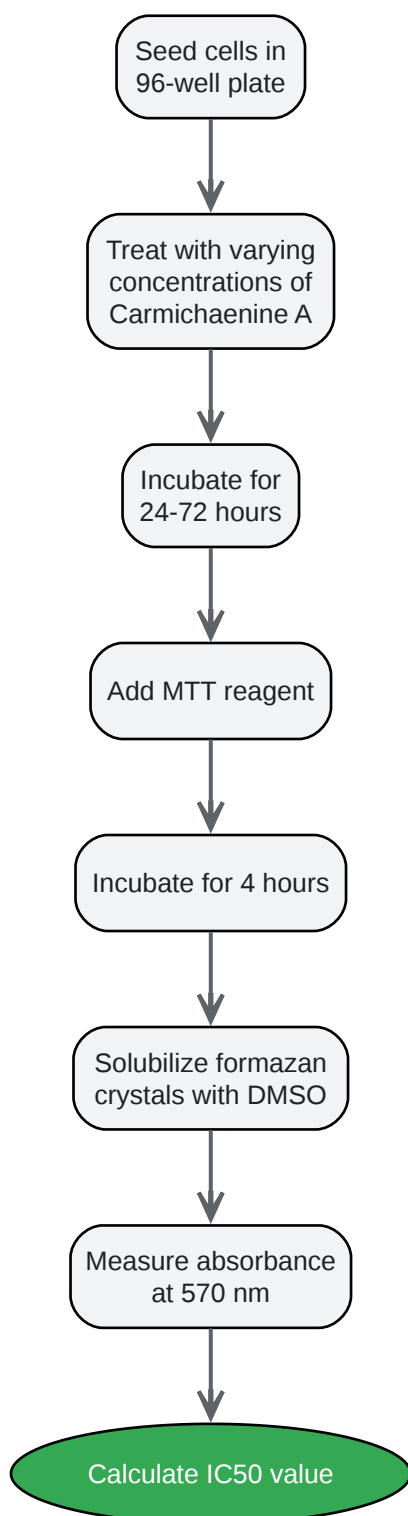 Seed cells in
96-well plate
Treat with varying
concentrations of
Carmichaenine A
Incubate for
24-72 hours
Add MTT reagent
Incubate for 4 hours
Solubilize formazan
crystals with DMSO
Measure absorbance
at 570 nm
Calculate IC50 value